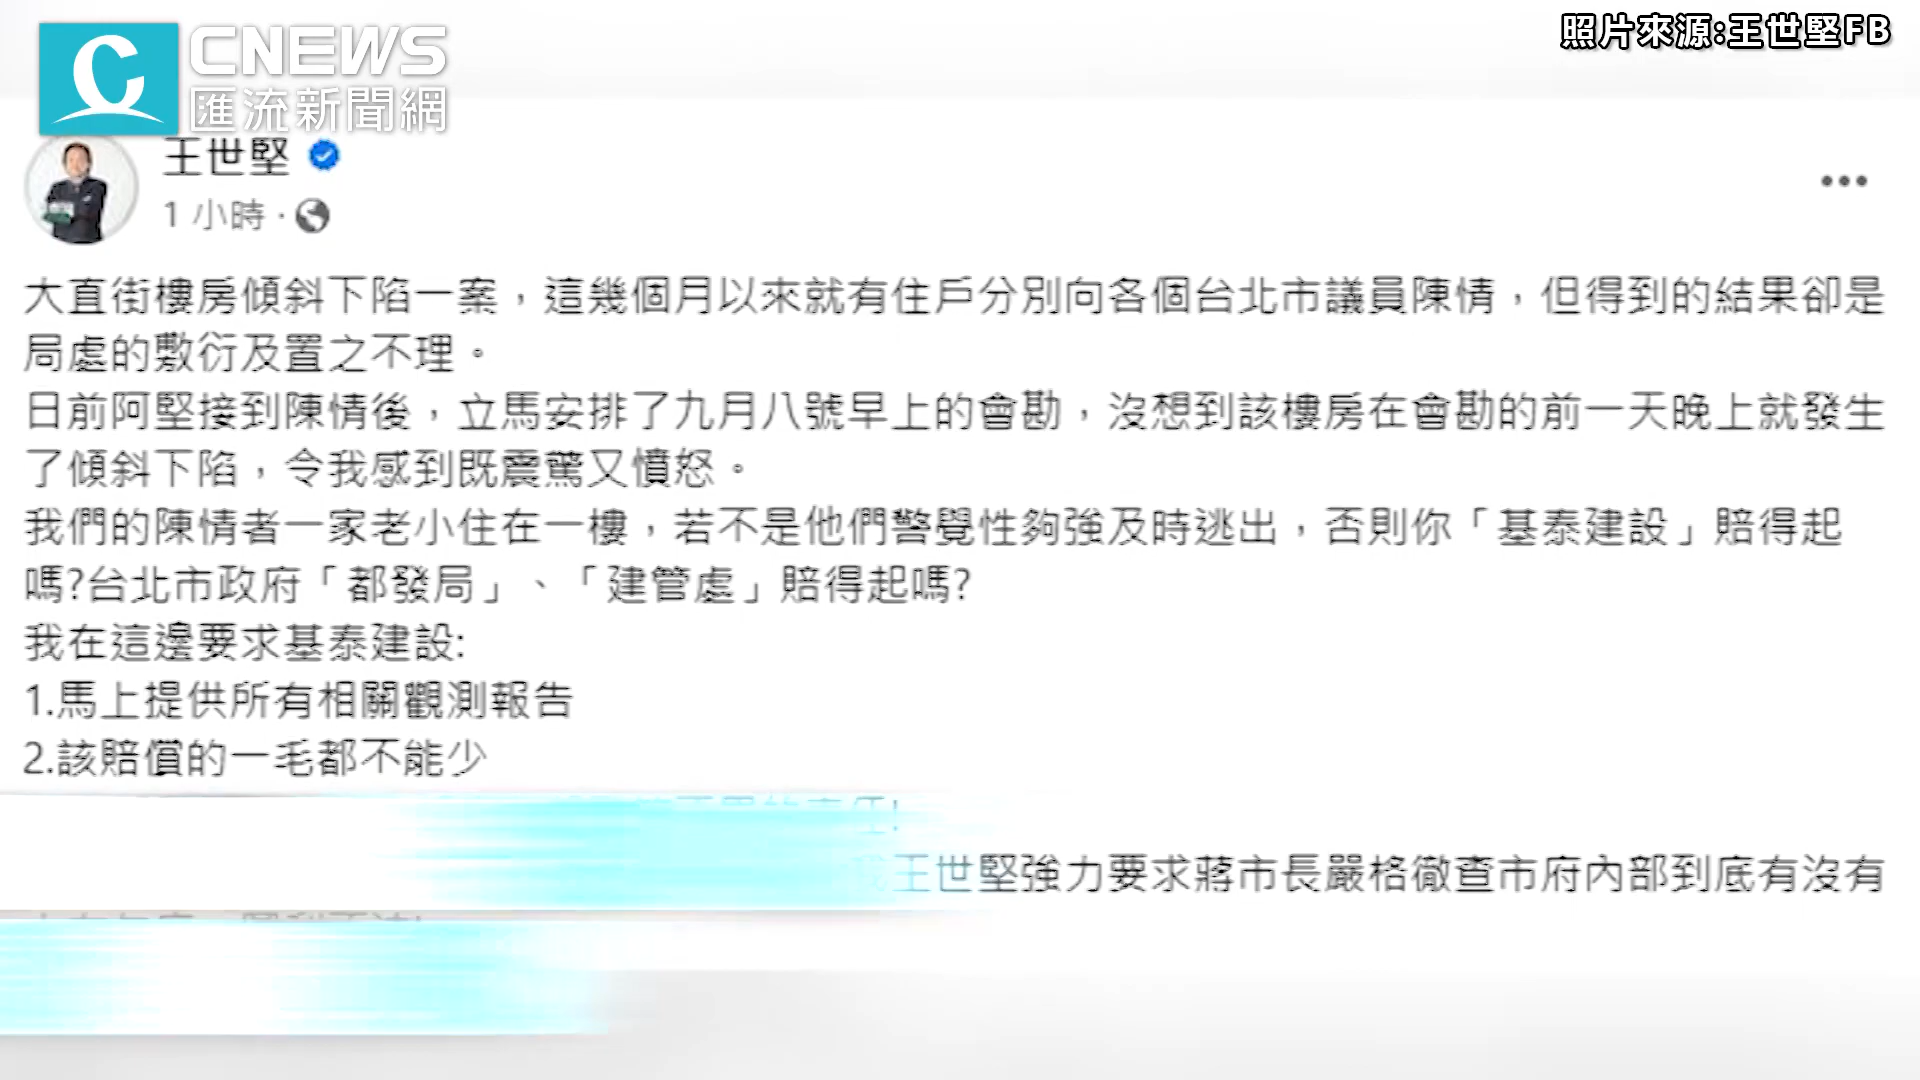 CNEWS
匯流新聞網
照片來源:王世堅FB
王世堅
1 小時 ·
大直街樓房傾斜下陷一案，這幾個月以來就有住戶分別向各個台北市議員陳情，但得到的結果卻是
局處的敷衍及置之不理。
日前阿堅接到陳情後，立馬安排了九月八號早上的會勘，沒想到該樓房在會勘的前一天晚上就發生
了傾斜下陷，令我感到既震驚又憤怒。
我們的陳情者一家老小住在一樓，若不是他們警覺性夠強及時逃出，否則你「基泰建設」賠得起
嗎?台北市政府「都發局」、「建管處」賠得起嗎?
我在這邊要求基泰建設:
1.馬上提供所有相關觀測報告
2.該賠償的一毛都不能少
王世堅強力要求蔣市長嚴格徹查市府內部到底有沒有